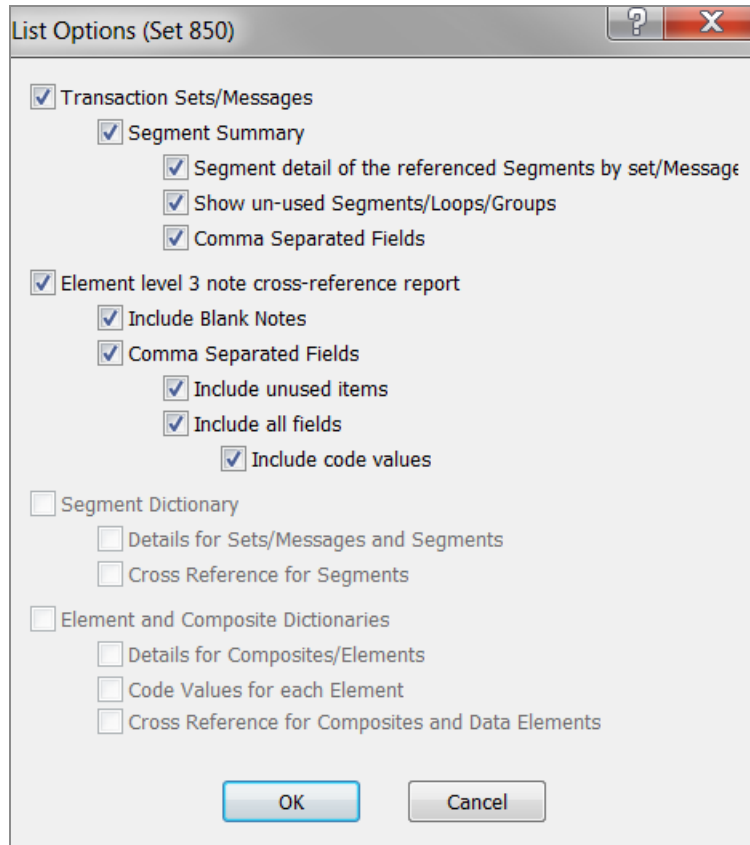 List Options (Set 850)
?
X
Transaction Sets/Messages
Segment Summary
Segment detail of the referenced Segments by set/Message
Show un-used Segments/Loops/Groups
Comma Separated Fields
Element level 3 note cross-reference report
Include Blank Notes
Comma Separated Fields
Include unused items
Include all fields
Include code values
Segment Dictionary
Details for Sets/Messages and Segments
Cross Reference for Segments
Element and Composite Dictionaries
Details for Composites/Elements
Code Values for each Element
Cross Reference for Composites and Data Elements
OK Cancel